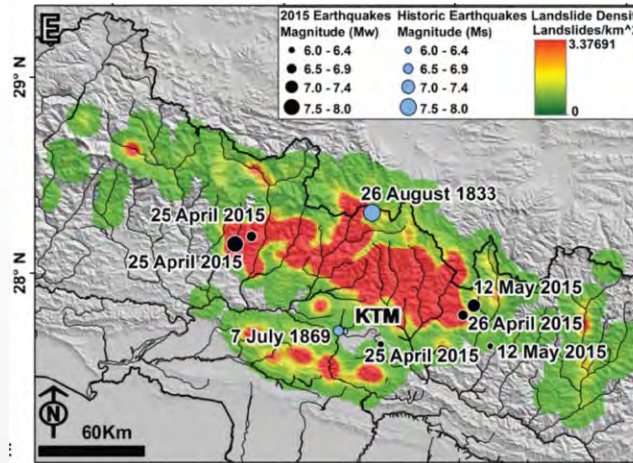 E
2015 Earthquakes
Magnitude (Mw)
6.0 - 6.4
6.5 - 6.9
7.0 - 7.4
7.5 - 8.0
Historic Earthquakes
Magnitude (Ms)
6.0 - 6.4
6.5 - 6.9
7.0 - 7.4
7.5 - 8.0
Landslide Densi
Landslides/km^2
3.37691
0
29° N
28° N
26 August 1833
25 April 2015
25 April 2015
12 May 2015
KTM
26 April 2015
7 July 1869
25 April 2015
12 May 2015
N
60Km